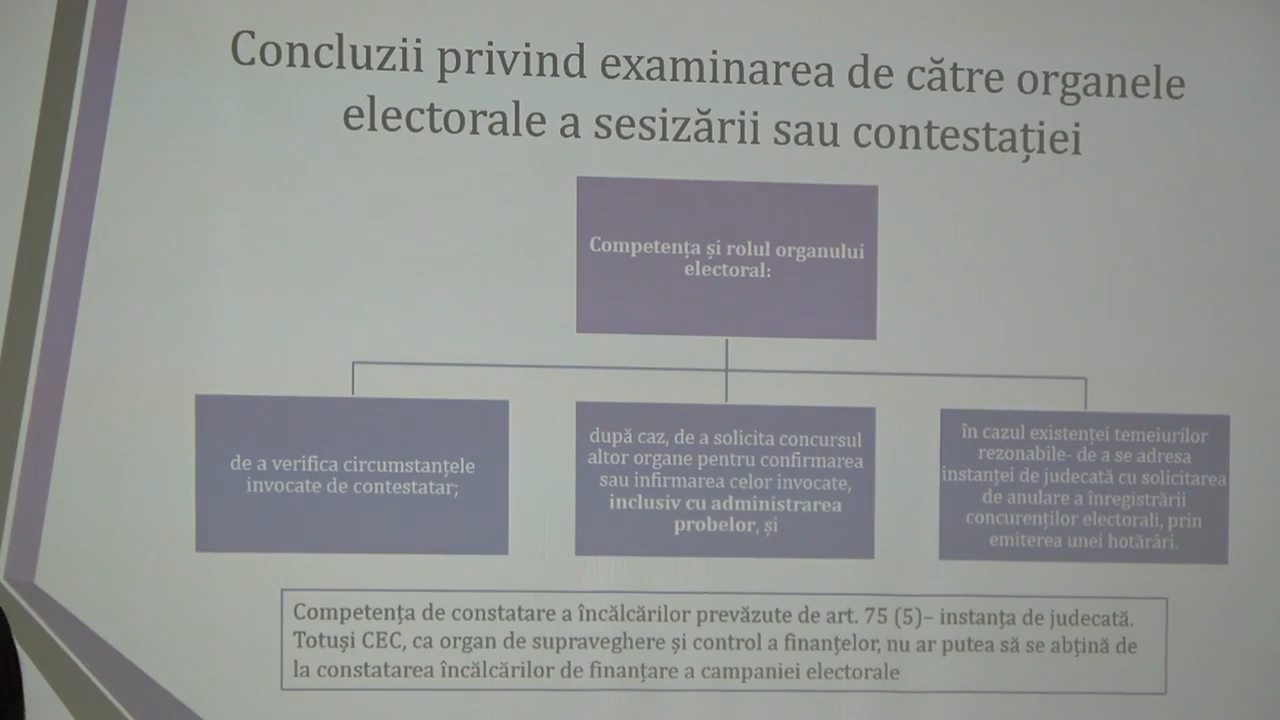 Concluzii privind examinarea de către organele
electorale a sesizării sau contestației
Competența și rolul organului
electoral:
de a verifica circumstanțele
invocate de contestatar;
după caz, de a solicita concursul
altor organe pentru confirmarea
sau infirmarea celor invocate,
inclusiv cu administrarea
probelor, și
în cazul existenței temeiurilor
rezonabile- de a se adresa
instanței de judecată cu solicitarea
de anulare a înregistrării
concurenților electorali, prin
emiterea unei hotărâri.
Competența de constatare a încălcărilor prevăzute de art. 75 (5)– instanța de judecată.
Totuși CEC, ca organ de supraveghere și control a finanțelor, nu ar putea să se abțină de
la constatarea încălcărilor de finanțare a campaniei electorale